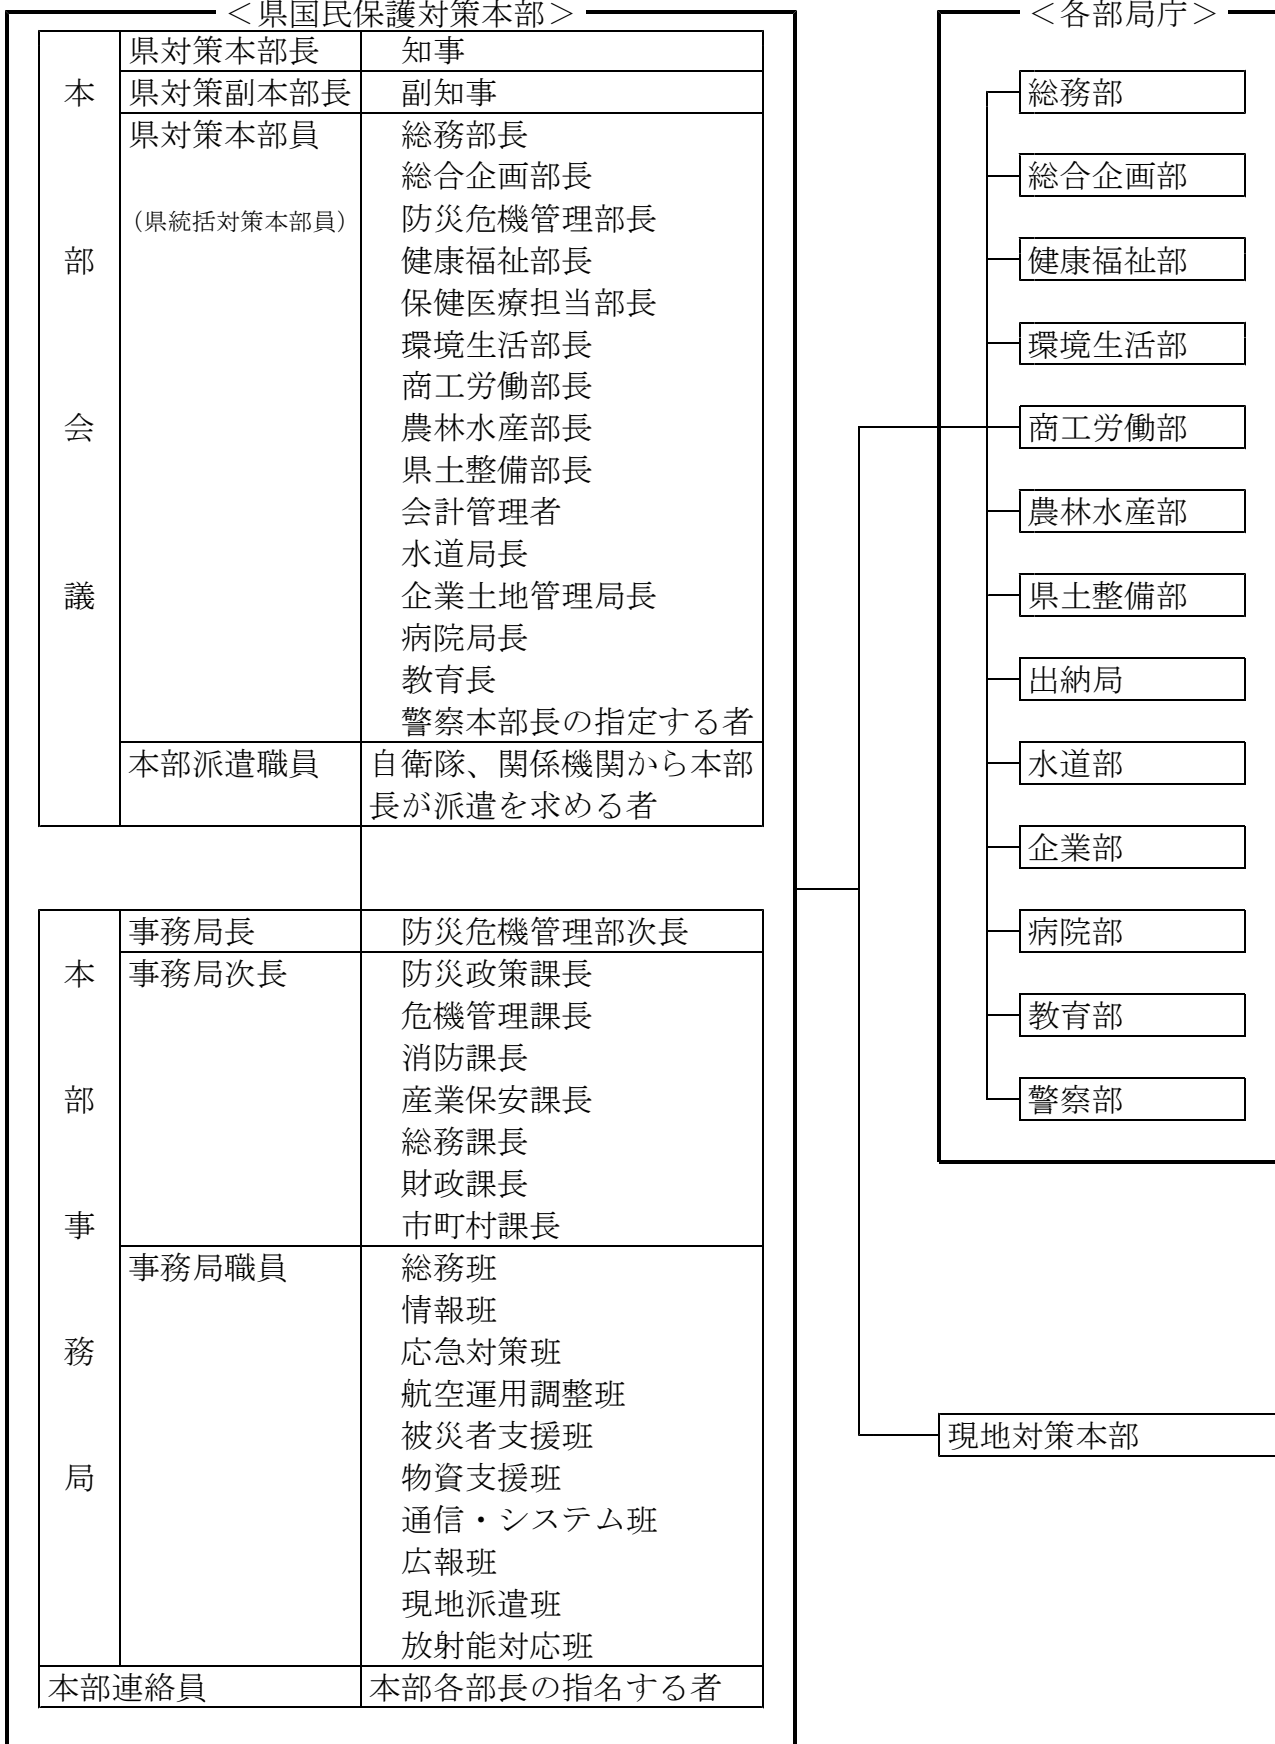 ＜県国民保護対策本部＞
本部会議
県対策本部長 知事
県対策副本部長 副知事
県対策本部員 総務部長
総合企画部長
（県統括対策本部員） 防災危機管理部長
健康福祉部長
保健医療担当部長
環境生活部長
商工労働部長
農林水産部長
県土整備部長
会計管理者
水道局長
企業土地管理局長
病院局長
教育長
警察本部長の指定する者
本部派遣職員 自衛隊、関係機関から本部
長が派遣を求める者
本部事務局
事務局長 防災危機管理部次長
事務局次長 防災政策課長
危機管理課長
消防課長
産業保安課長
総務課長
財政課長
市町村課長
事務局職員 総務班
情報班
応急対策班
航空運用調整班
被災者支援班
物資支援班
通信・システム班
広報班
現地派遣班
放射能対応班
本部連絡員 本部各部長の指名する者
＜各部局庁＞
総務部
総合企画部
健康福祉部
環境生活部
商工労働部
農林水産部
県土整備部
出納局
水道部
企業部
病院部
教育部
警察部
現地対策本部